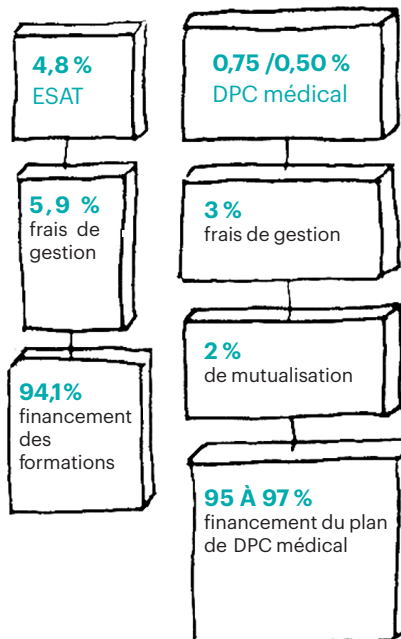 4,8 %
ESAT
5,9 %
frais de
gestion
94,1%
financement
des
formations
0,75 /0,50 %
DPC médical
3 %
frais de gestion
2 %
de mutualisation
95 À 97 %
financement du plan
de DPC médical